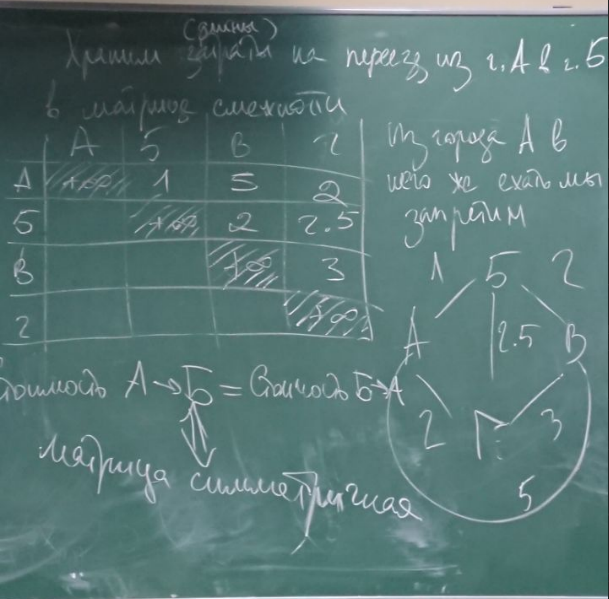 (длины)
Храним затраты на переезд из г. А в г. Б
в матрице смежности
А Б В Г
А +∞ 1 5 2
Б +∞ 2 2.5
В +∞ 3
Г +∞
Из города А в
него же ехать мы
запретим
1 Б 2
А 2.5 В
2 Г 3
5
Стоимость А → Б = Стоимость Б → А
матрица симметричная